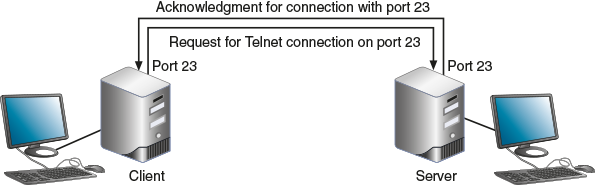 Acknowledgment for connection with port 23
Request for Telnet connection on port 23
Port 23
Port 23
Client
Server